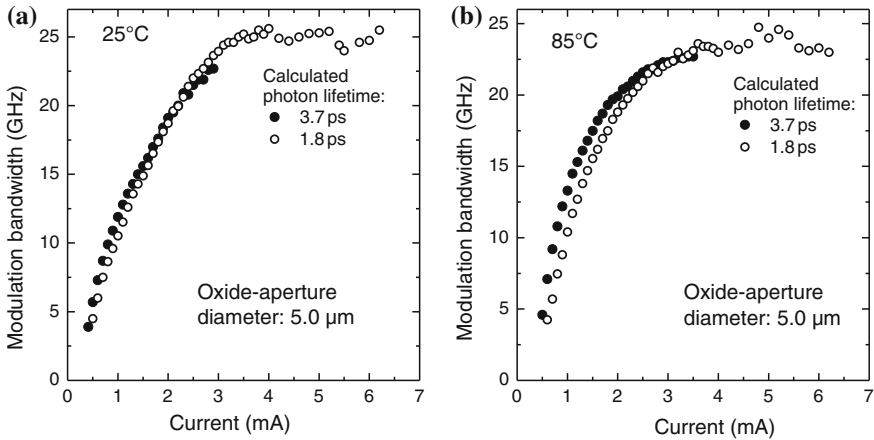 (a)
25°C
Calculated
photon lifetime:
3.7 ps
1.8 ps
Oxide-aperture
diameter: 5.0 μm
Modulation bandwidth (GHz)
25
20
15
10
5
0
0 1 2 3 4 5 6 7
Current (mA)
(b)
85°C
Calculated
photon lifetime:
3.7 ps
1.8 ps
Oxide-aperture
diameter: 5.0 μm
Modulation bandwidth (GHz)
25
20
15
10
5
0
0 1 2 3 4 5 6 7
Current (mA)